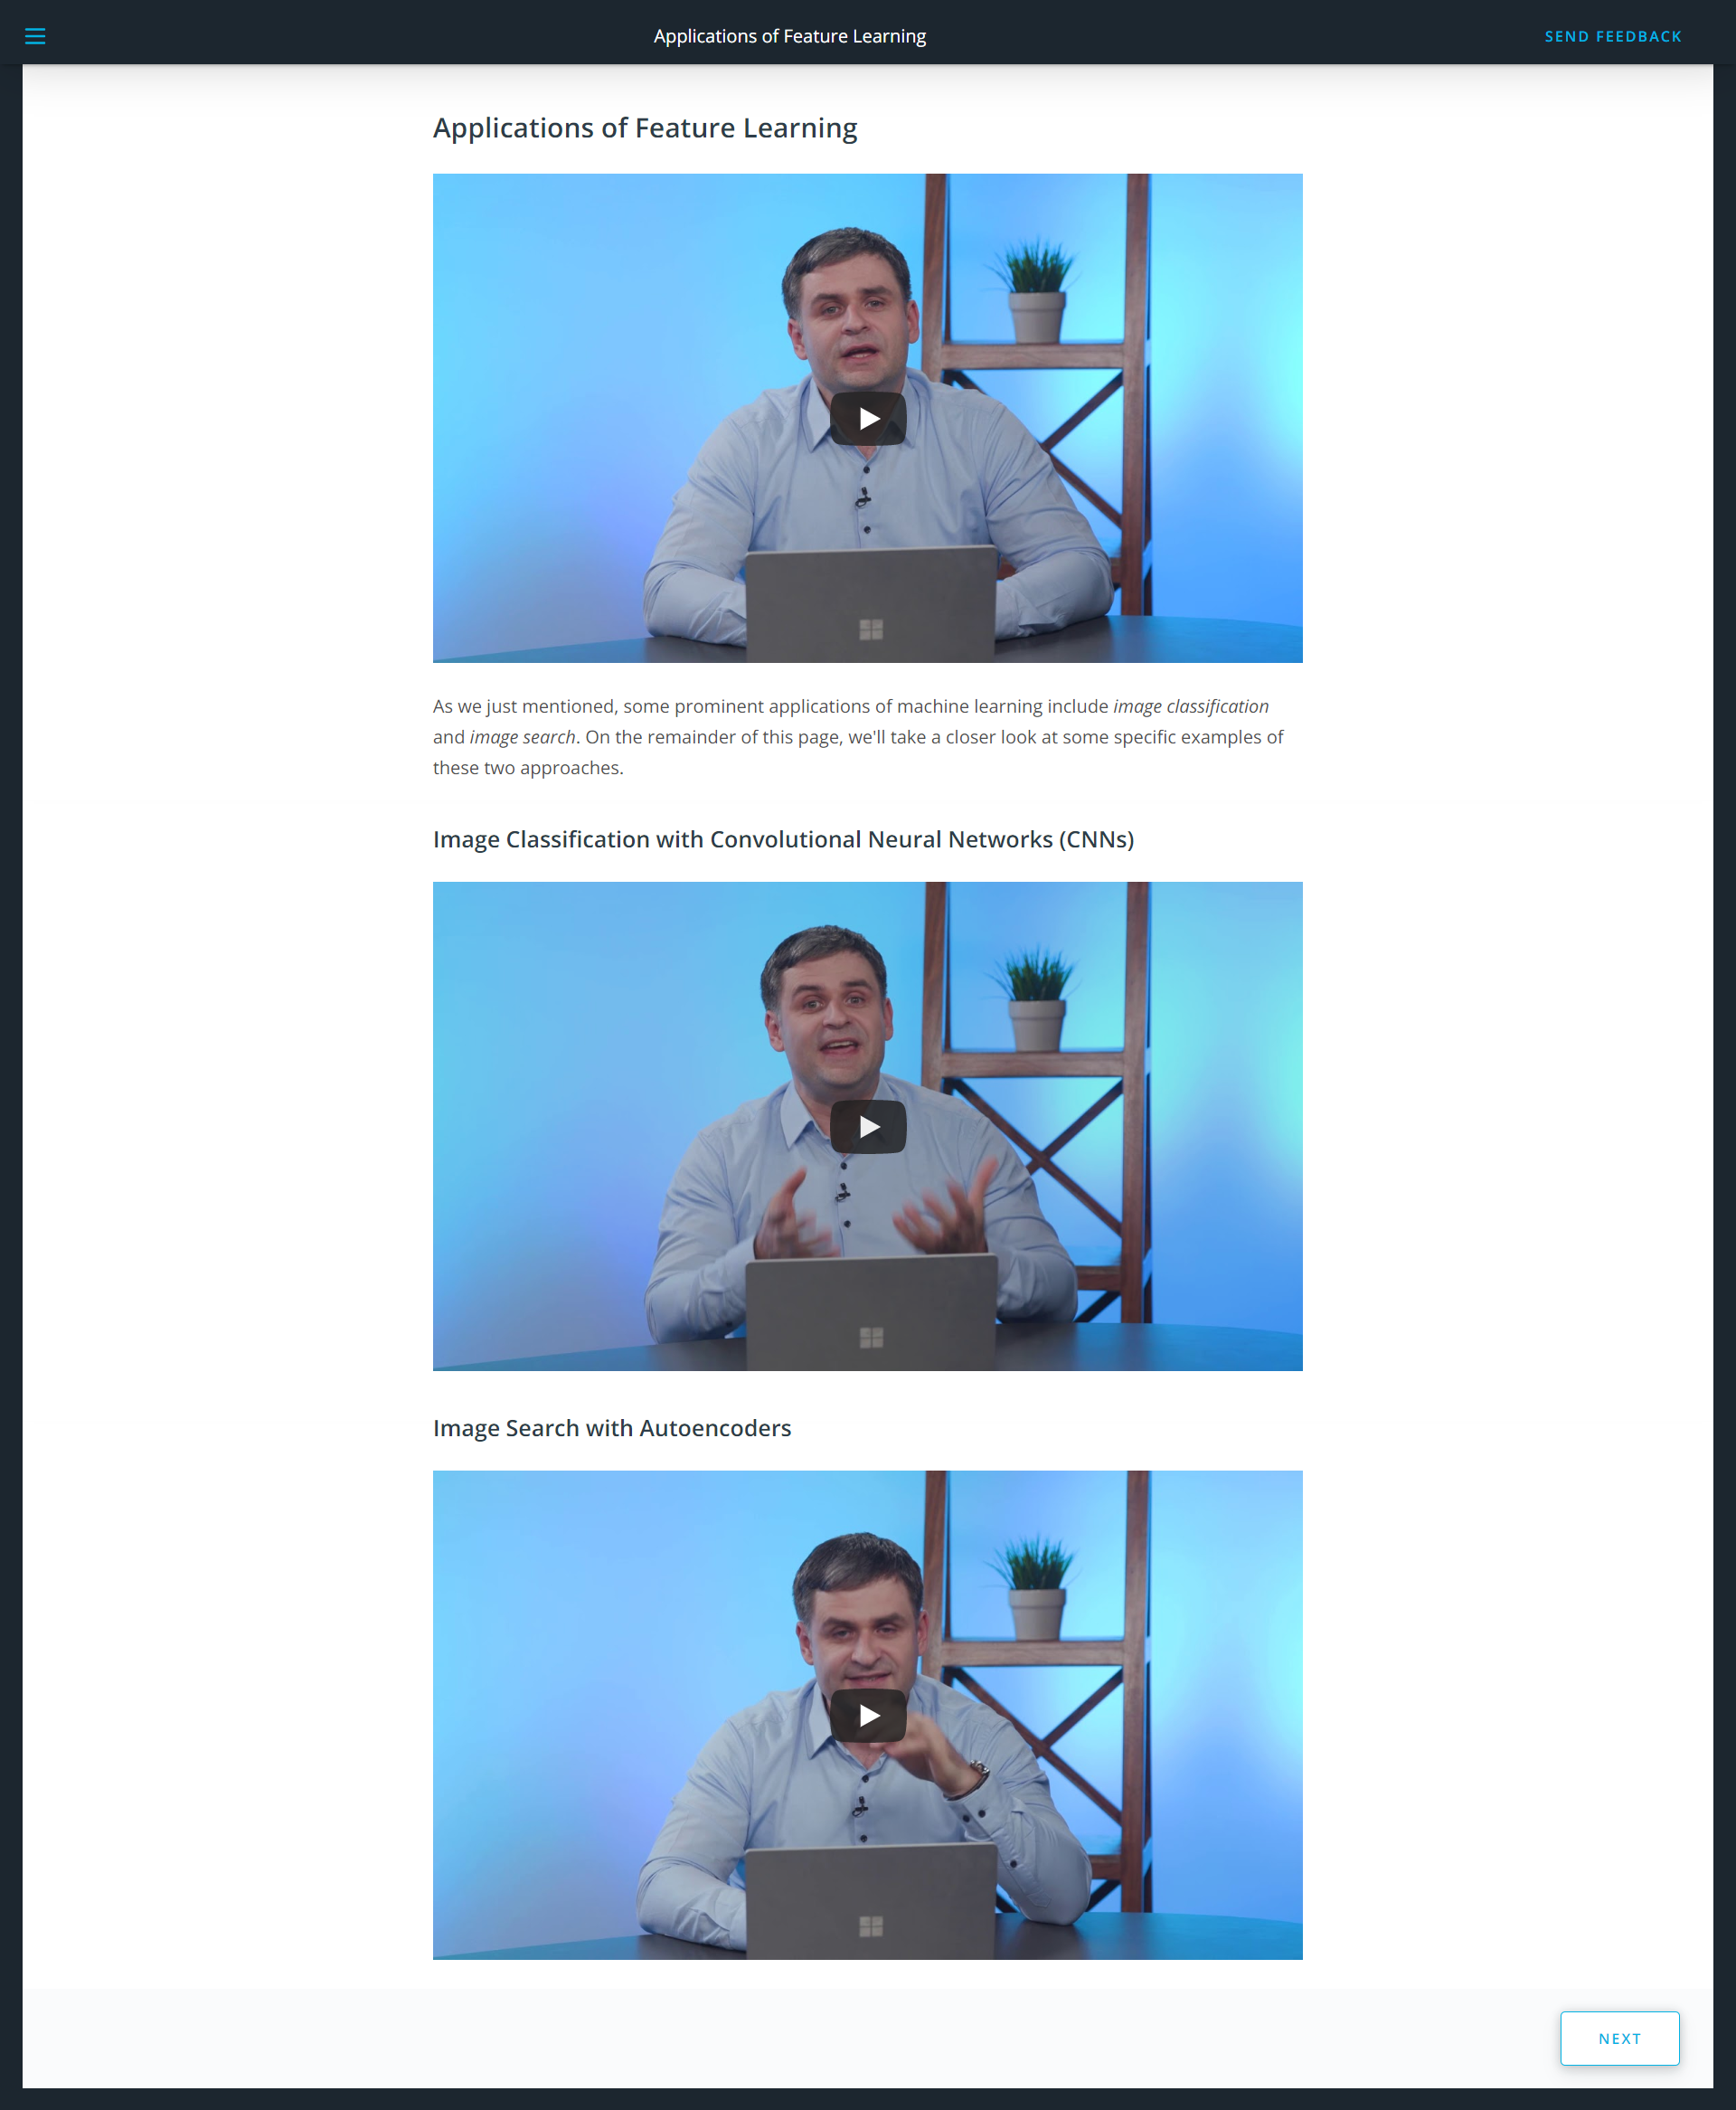 Applications of Feature Learning
SEND FEEDBACK
Applications of Feature Learning
As we just mentioned, some prominent applications of machine learning include image classification
and image search. On the remainder of this page, we'll take a closer look at some specific examples of
these two approaches.
Image Classification with Convolutional Neural Networks (CNNs)
Image Search with Autoencoders
NEXT